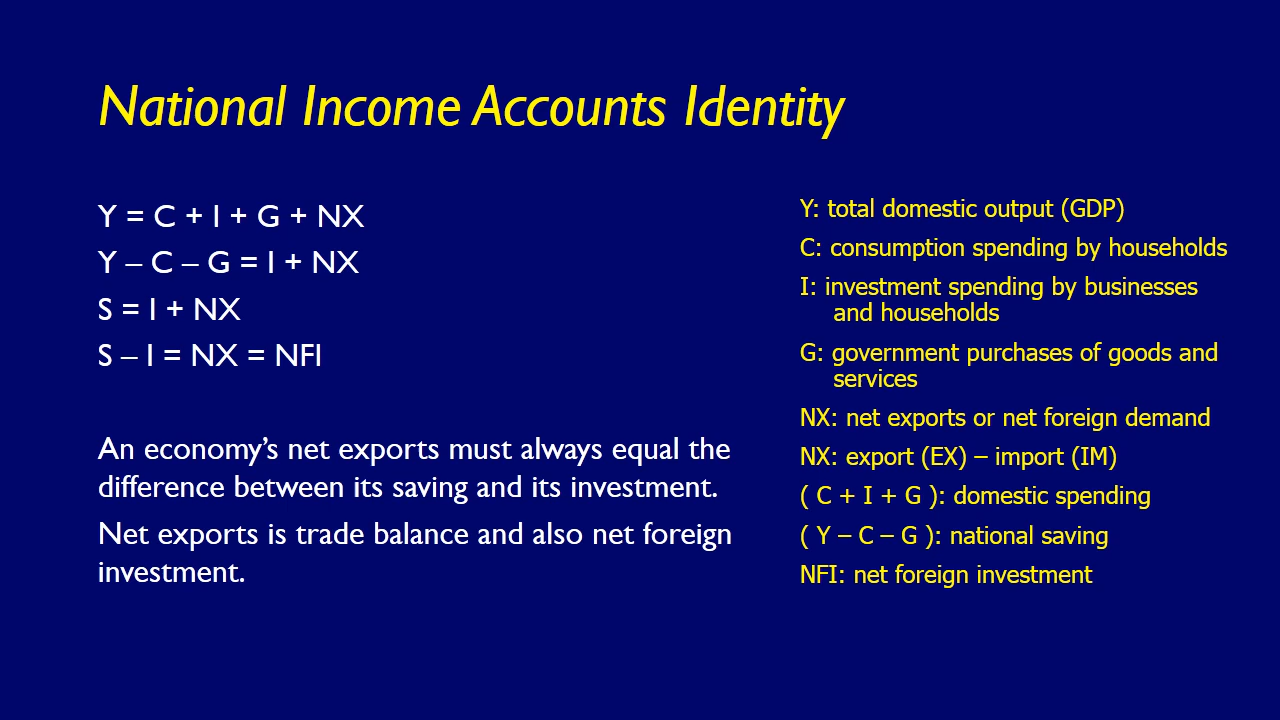 National Income Accounts Identity
Y = C + I + G + NX
Y – C – G = I + NX
S = I + NX
S – I = NX = NFI
An economy’s net exports must always equal the
difference between its saving and its investment.
Net exports is trade balance and also net foreign
investment.
Y: total domestic output (GDP)
C: consumption spending by households
I: investment spending by businesses
and households
G: government purchases of goods and
services
NX: net exports or net foreign demand
NX: export (EX) – import (IM)
( C + I + G ): domestic spending
( Y – C – G ): national saving
NFI: net foreign investment